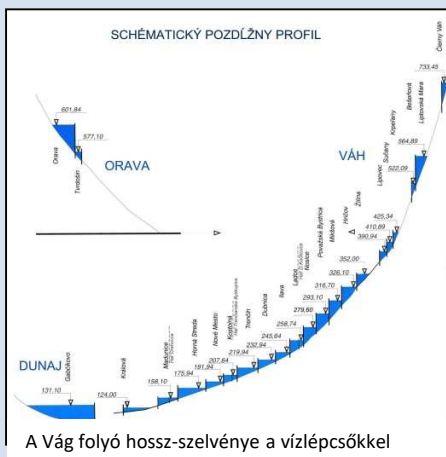 SCHÉMATICKÝ POZDĹŽNY PROFIL
Čierny Váh
733,45
601,84
577,10
Orava
Tvrdošín
ORAVA
Bešeňová
Liptovská Mara
564,89
522,09
VÁH
Krpeľany
Sučany
Lipovec
Žilina
425,34
410,89
390,94
Hričov
Mikšová
Považská Bystrica
Nosice
Ladce
352,00
326,10
316,70
293,10
279,60
Ilava
Dubnica
Trenčín
Kostolná
Nové Mesto
Horná Streda
Madunice
258,74
245,64
232,94
219,94
207,64
191,94
175,94
158,10
Kráľová
124,00
DUNAJ
Gabčíkovo
131,10
A Vág folyó hossz-szelvénye a vízlépcsőkkel